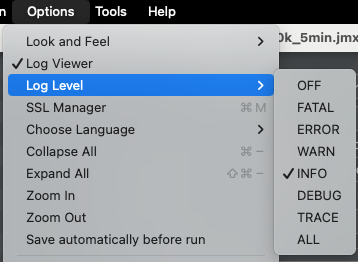 n Options Tools Help
0k_5min.jmx
Look and Feel
✓ Log Viewer
Log Level
SSL Manager ⌘ M
Choose Language
Collapse All ⌘ −
Expand All ⇧ ⌘ −
Zoom In
Zoom Out
Save automatically before run
OFF
FATAL
ERROR
WARN
✓ INFO
DEBUG
TRACE
ALL